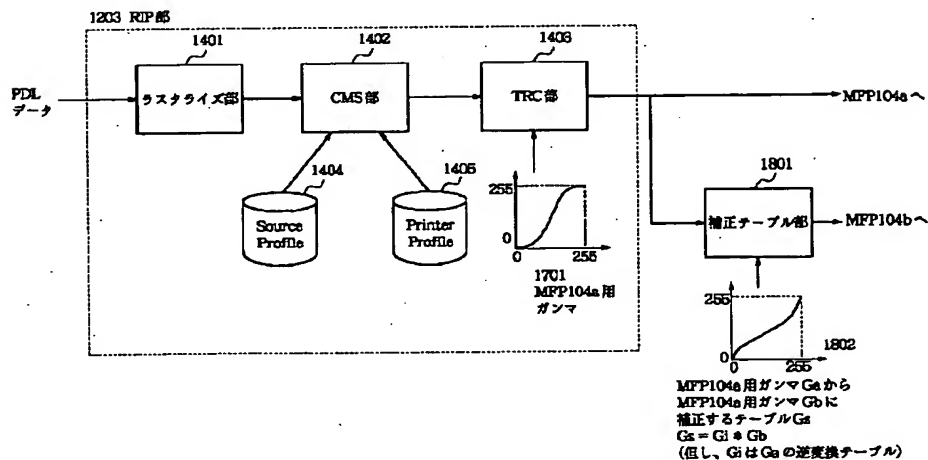 1203 RIP部
1401
1402
1403
PDL
データ
ラスタライズ部
CMS部
TRC部
MFP104aへ
1404
Source
Profile
1405
Printer
Profile
255
0
0
255
1701
MFP104a用
ガンマ
1801
補正テーブル部
MFP104bへ
255
0
0
255
1802
MFP104a用ガンマGaから
MFP104a用ガンマGbに
補正するテーブルGs
Gs = Gi * Gb
(但し、GiはGaの逆変換テーブル)